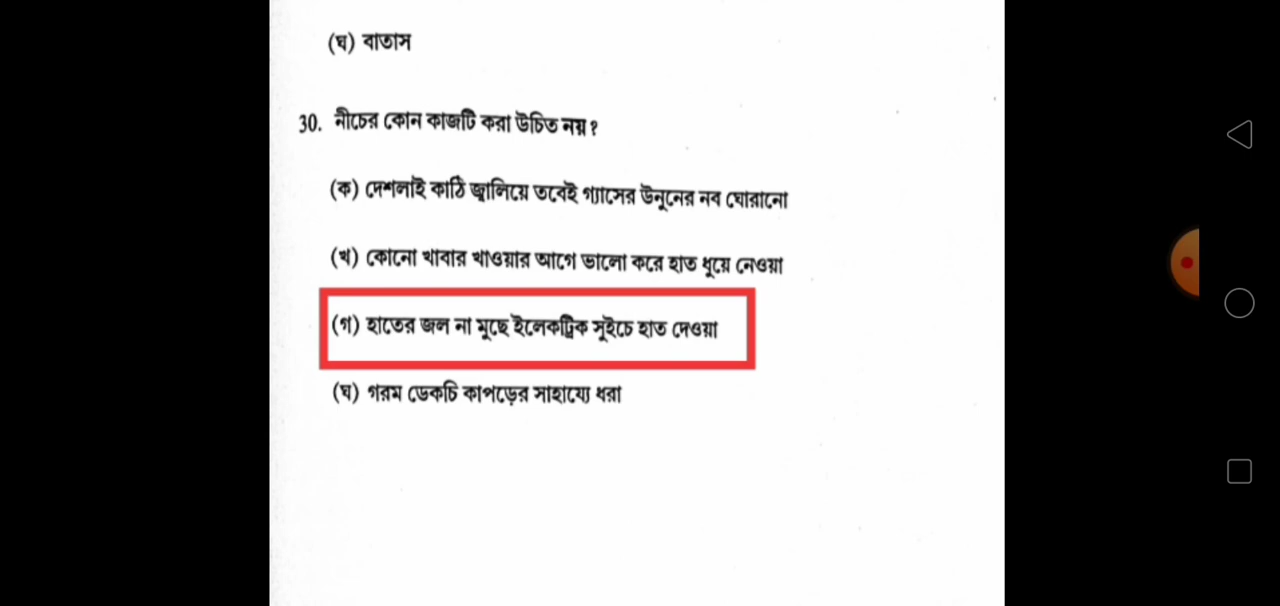 (ঘ) বাতাস
30. নীচের কোন কাজটি করা উচিত নয়?
(ক) দেশলাই কাঠি জ্বালিয়ে তবেই গ্যাসের উনুনের নব ঘোরানো
(খ) কোনো খাবার খাওয়ার আগে ভালো করে হাত ধুয়ে নেওয়া
(গ) হাতের জল না মুছে ইলেকট্রিক সুইচে হাত দেওয়া
(ঘ) গরম ডেকচি কাপড়ের সাহায্যে ধরা